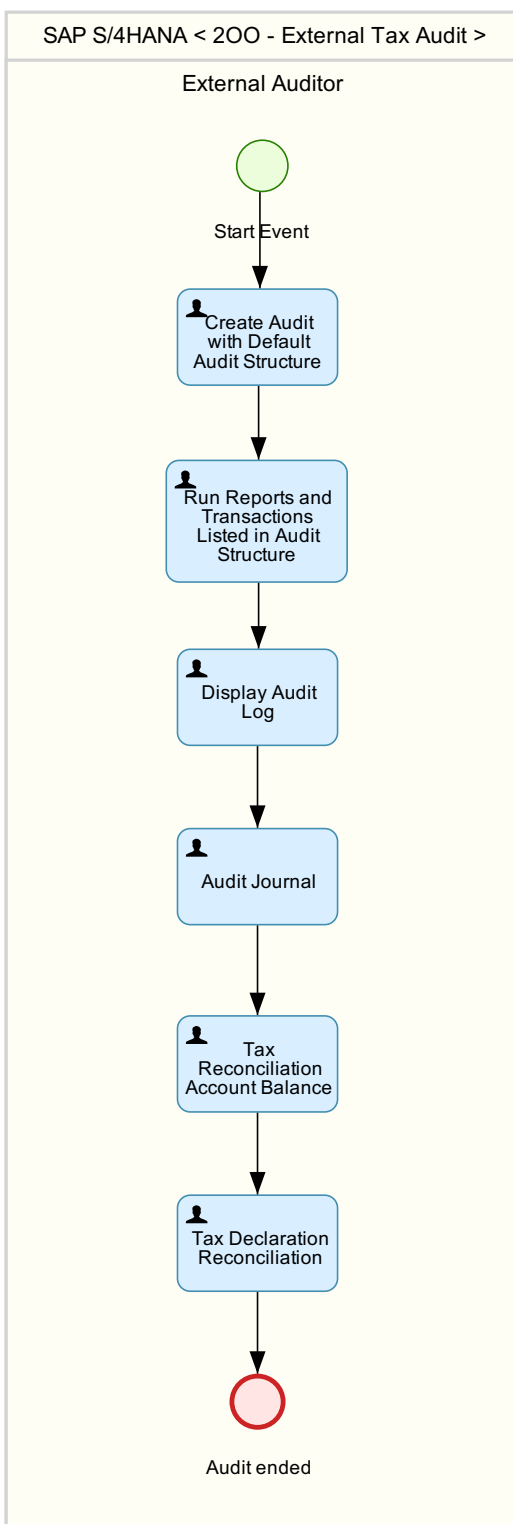 SAP S/4HANA < 2OO - External Tax Audit >
External Auditor
Start Event
Create Audit
with Default
Audit Structure
Run Reports and
Transactions
Listed in Audit
Structure
Display Audit
Log
Audit Journal
Tax
Reconciliation
Account Balance
Tax Declaration
Reconciliation
Audit ended